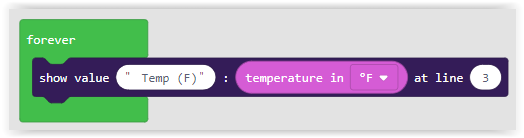 forever
show value " Temp (F)" : temperature in °F at line 3